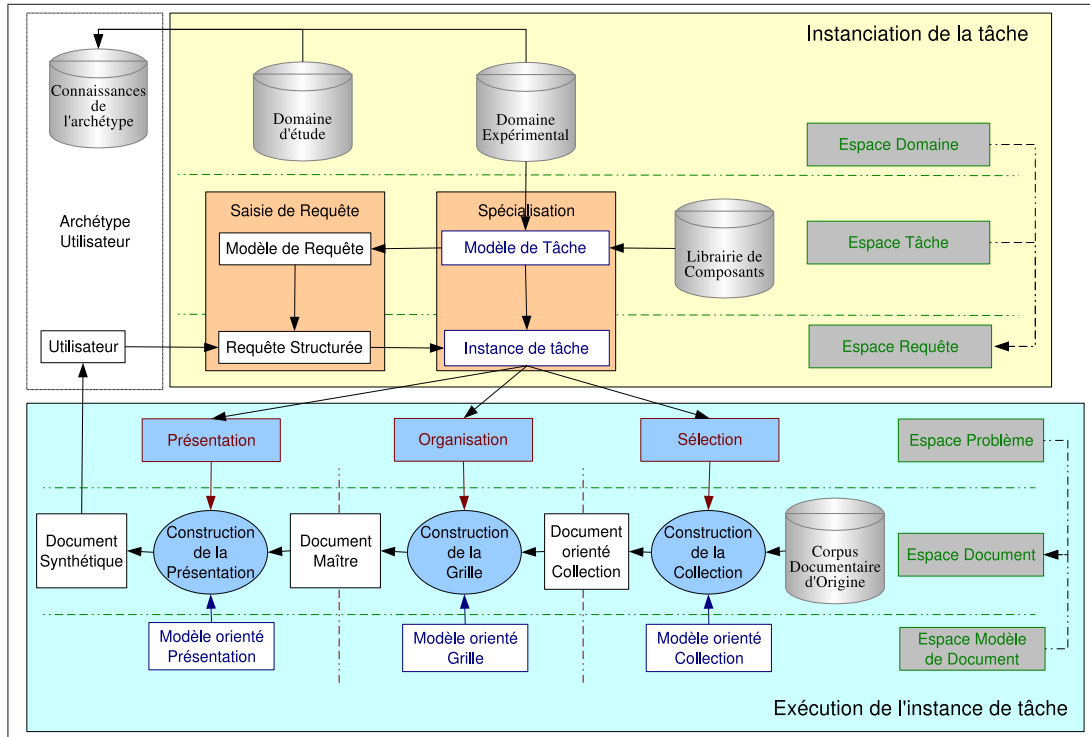 Instanciation de la tâche
Connaissances
de
l'archétype
Domaine
d'étude
Domaine
Expérimental
Espace Domaine
Archétype
Utilisateur
Saisie de Requête
Spécialisation
Modèle de Requête
Modèle de Tâche
Librairie de
Composants
Espace Tâche
Utilisateur
Requête Structurée
Instance de tâche
Espace Requête
Présentation
Organisation
Sélection
Espace Problème
Document
Synthétique
Construction
de la
Présentation
Document
Maître
Construction
de la
Grille
Document
orienté
Collection
Construction
de la
Collection
Corpus
Documentaire
d'Origine
Espace Document
Modèle orienté
Présentation
Modèle orienté
Grille
Modèle orienté
Collection
Espace Modèle
de Document
Exécution de l'instance de tâche